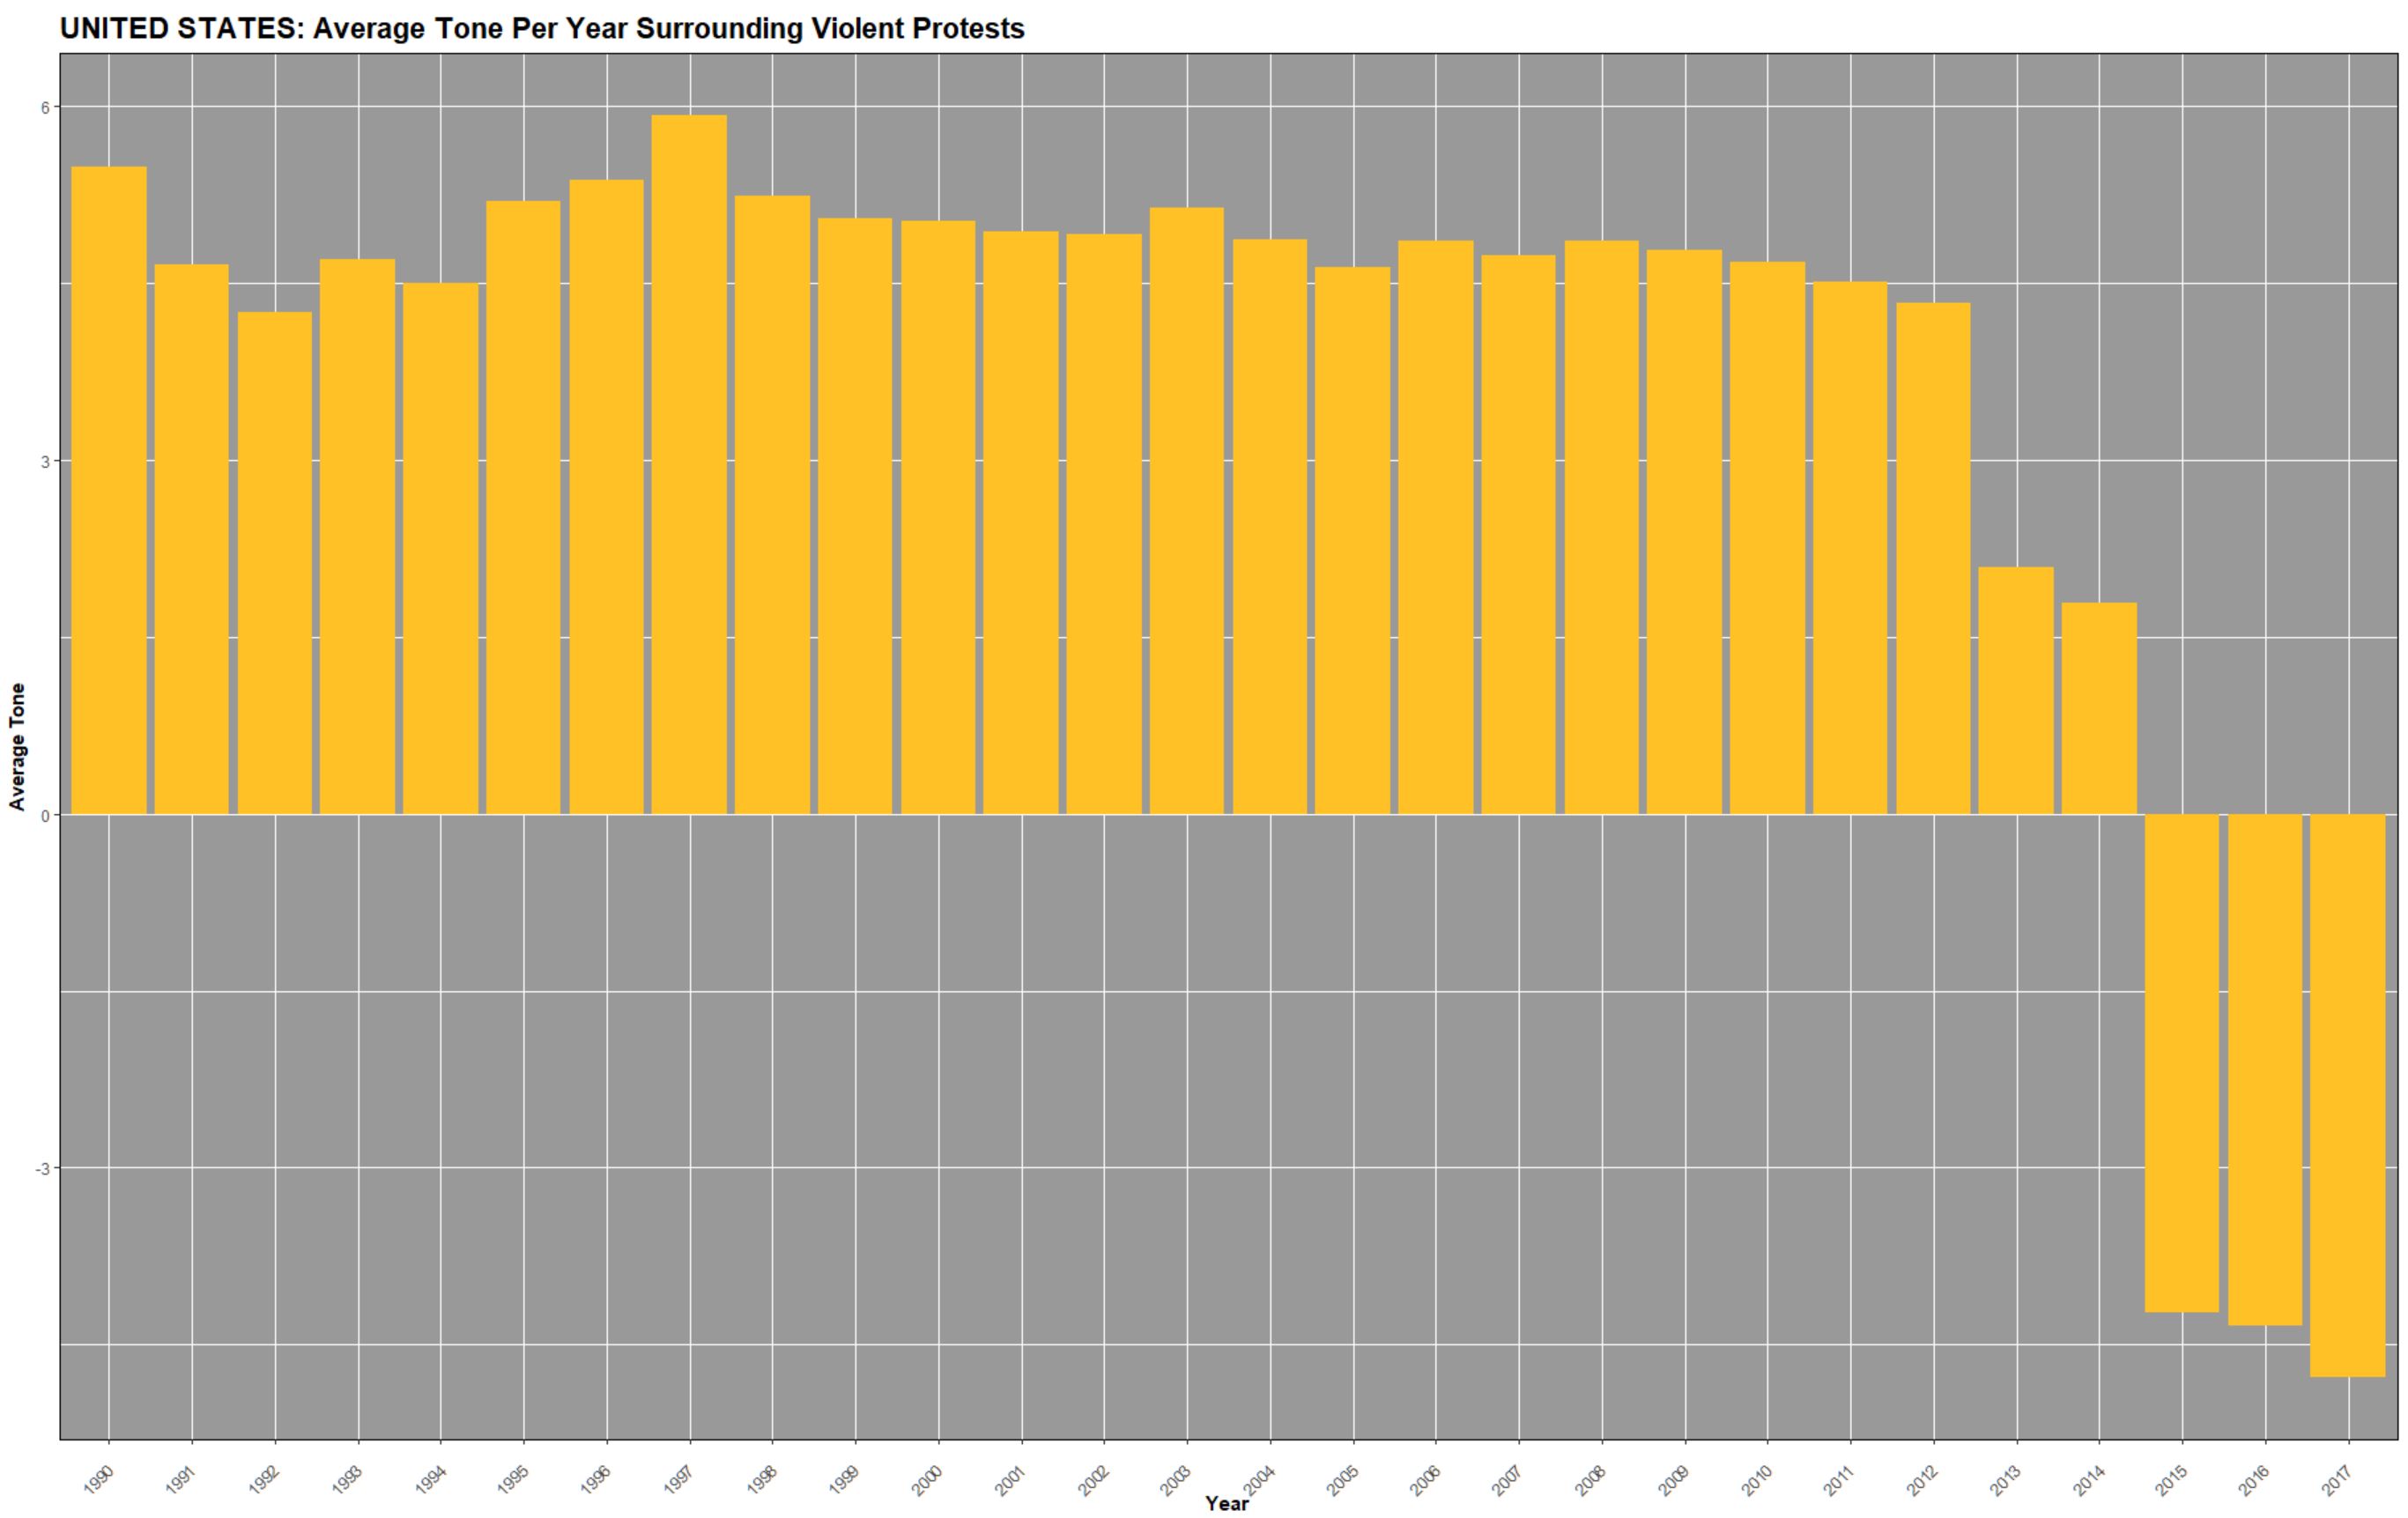 UNITED STATES: Average Tone Per Year Surrounding Violent Protests
6
3
0
-3
Average Tone
1990 1991 1992 1993 1994 1995 1996 1997 1998 1999 2000 2001 2002 2003 2004 2005 2006 2007 2008 2009 2010 2011 2012 2013 2014 2015 2016 2017
Year